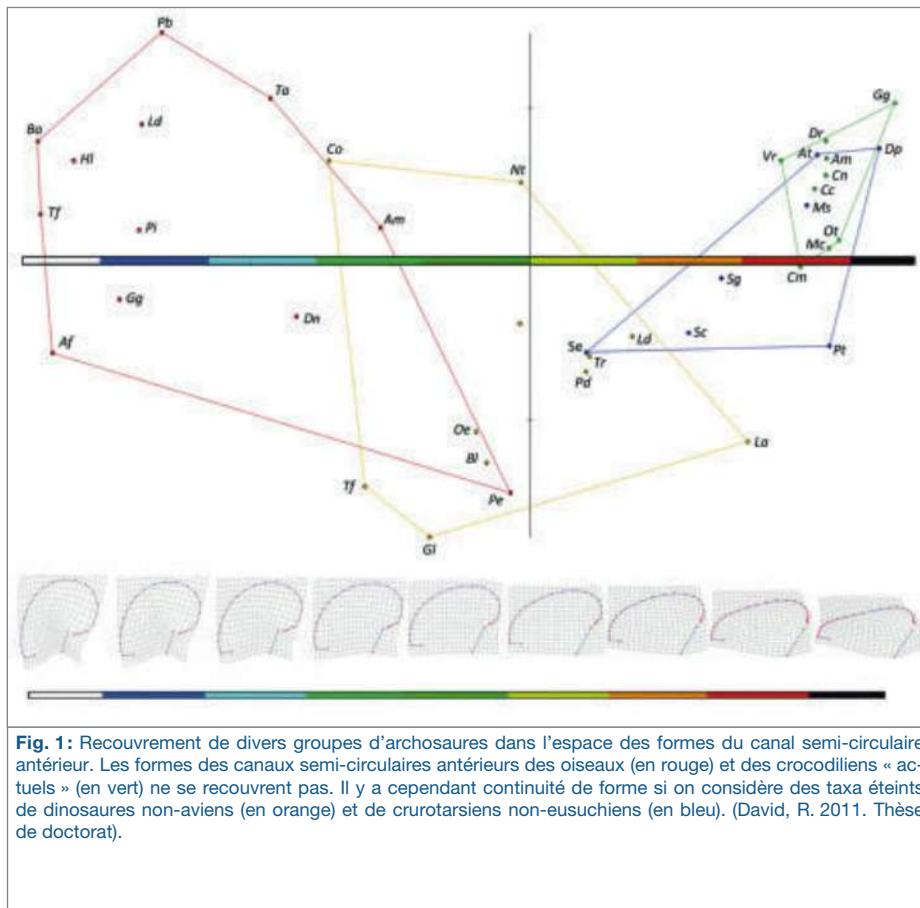 Pb
Ta
Ld
Bo
Hl
Co
Nt
Tf
Pi
Am
Gg
Dr
At
Dp
Vr
Am
Cn
Cc
Ms
Ot
Mc
Cm
Gg
Dn
Af
Sg
Sc
Ld
Se
Tr
Pd
Pt
Oe
Bl
La
Tf
Pe
Gl
Fig. 1: Recouvrement de divers groupes d'archosaures dans l'espace des formes du canal semi-circulaire
antérieur. Les formes des canaux semi-circulaires antérieurs des oiseaux (en rouge) et des crocodiliens « ac-
tuels » (en vert) ne se recouvrent pas. Il y a cependant continuité de forme si on considère des taxa éteints
de dinosaures non-aviens (en orange) et de crurotarsiens non-eusuchiens (en bleu). (David, R. 2011. Thèse
de doctorat).